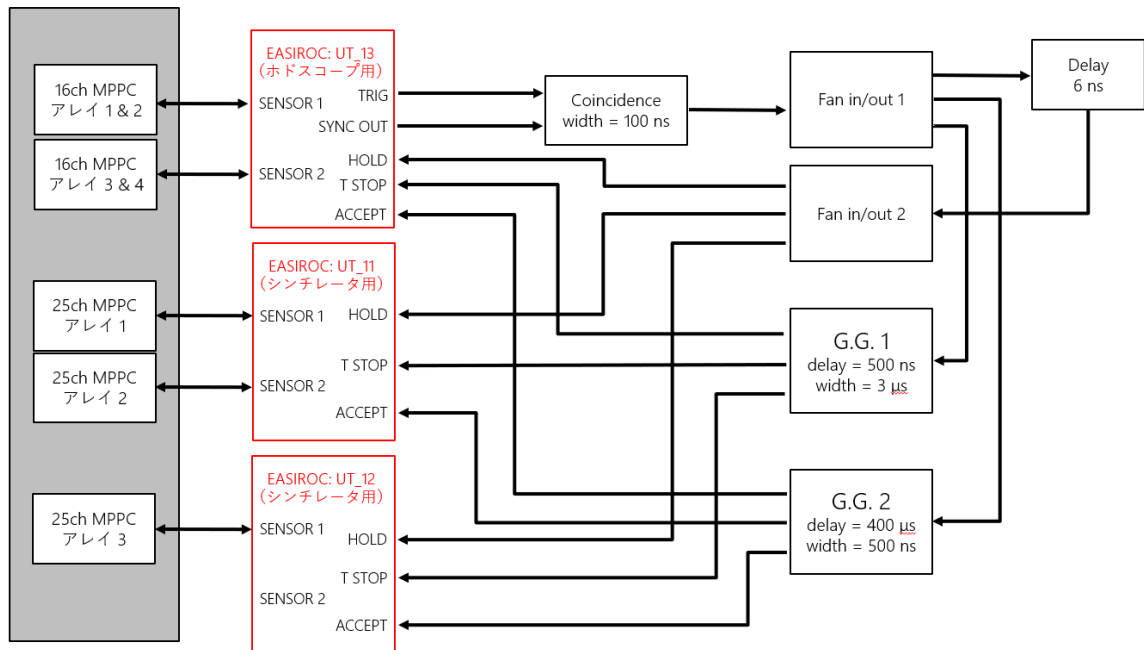 16ch MPPC
アレイ 1 & 2
16ch MPPC
アレイ 3 & 4
25ch MPPC
アレイ 1
25ch MPPC
アレイ 2
25ch MPPC
アレイ 3
EASIROC: UT_13
(ホドスコープ用)
SENSOR 1
TRIG
SYNC OUT
HOLD
SENSOR 2
T STOP
ACCEPT
EASIROC: UT_11
(シンチレータ用)
SENSOR 1
HOLD
T STOP
SENSOR 2
ACCEPT
EASIROC: UT_12
(シンチレータ用)
SENSOR 1
HOLD
T STOP
SENSOR 2
ACCEPT
Coincidence
width = 100 ns
Fan in/out 1
Delay
6 ns
Fan in/out 2
G.G. 1
delay = 500 ns
width = 3 μs
G.G. 2
delay = 400 μs
width = 500 ns